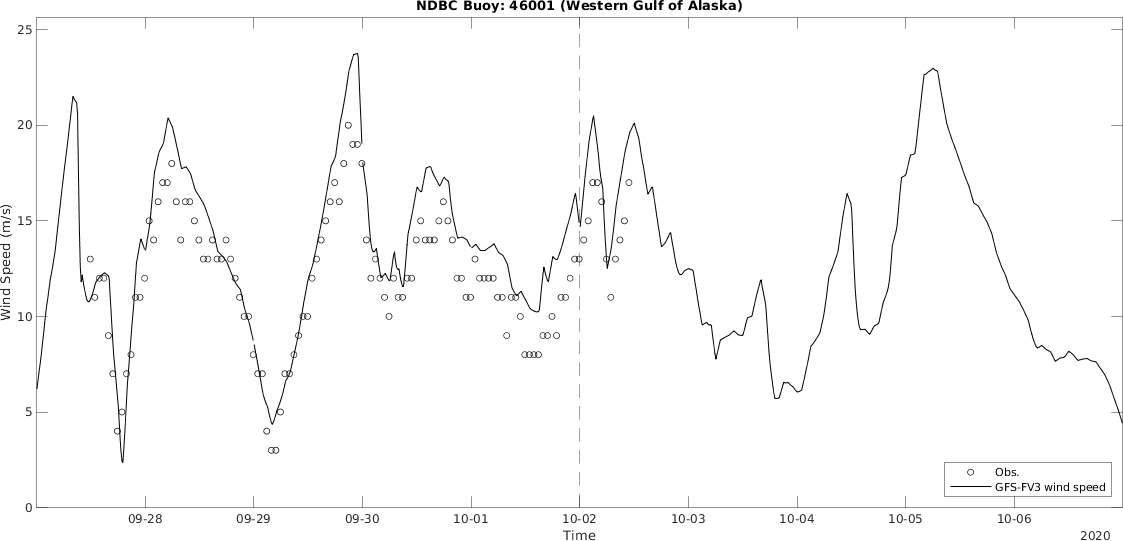 NDBC Buoy: 46001 (Western Gulf of Alaska)
25
20
15
10
5
0
Wind Speed (m/s)
09-28 09-29 09-30 10-01 10-02 10-03 10-04 10-05 10-06
Time
2020
Obs.
GFS-FV3 wind speed